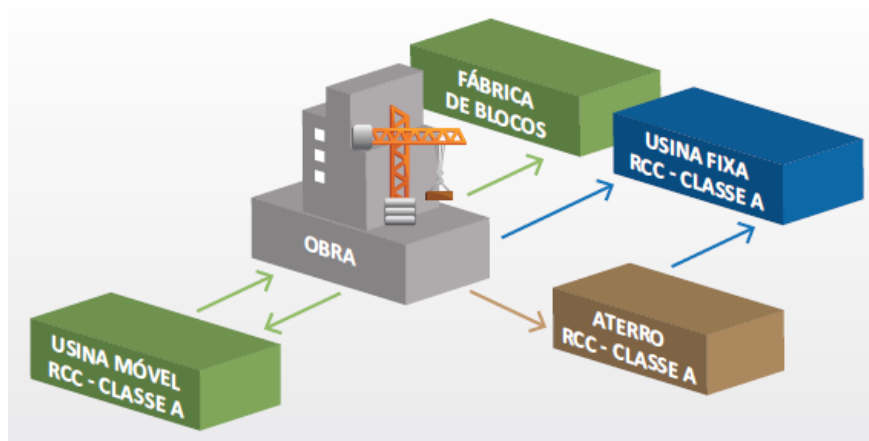 FÁBRICA
DE BLOCOS
USINA FIXA
RCC - CLASSE A
OBRA
ATERRO
RCC - CLASSE A
USINA MÓVEL
RCC - CLASSE A